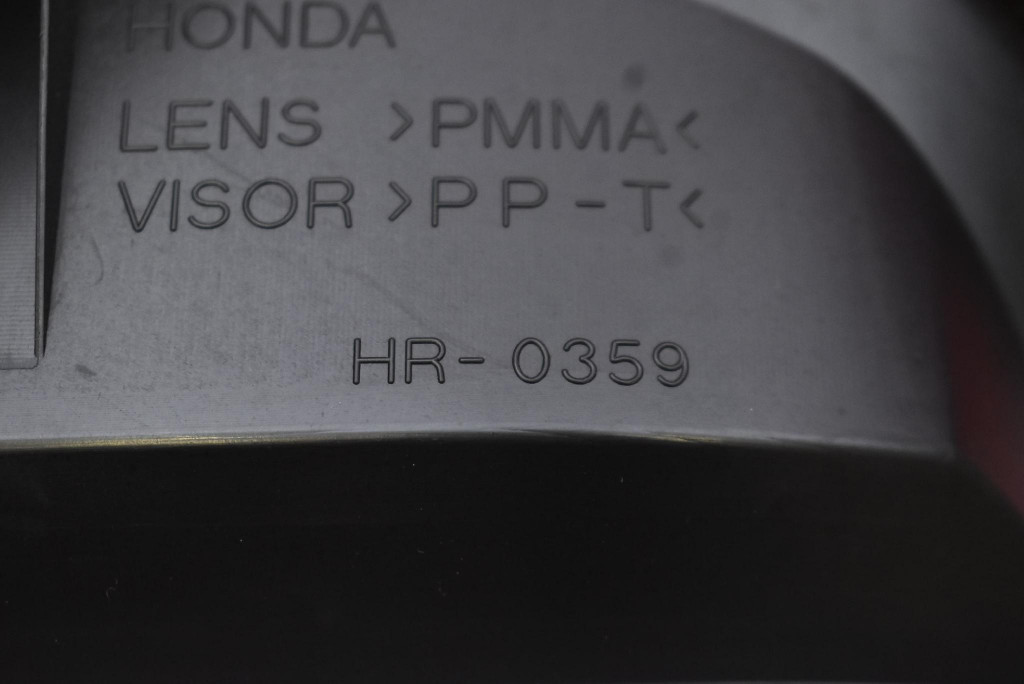 HONDA
LENS >PMMA<
VISOR >PP-T<
HR-0359